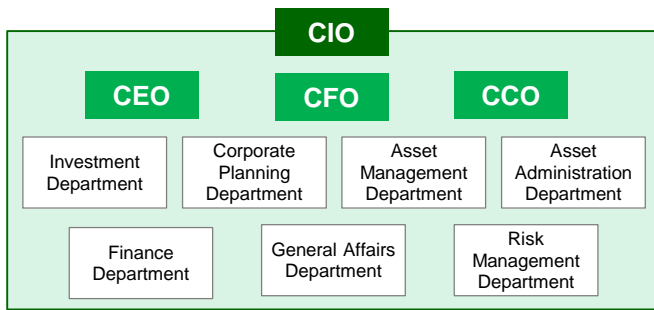 CIO
CEO
CFO
CCO
Investment
Department
Corporate
Planning
Department
Asset
Management
Department
Asset
Administration
Department
Finance
Department
General Affairs
Department
Risk
Management
Department